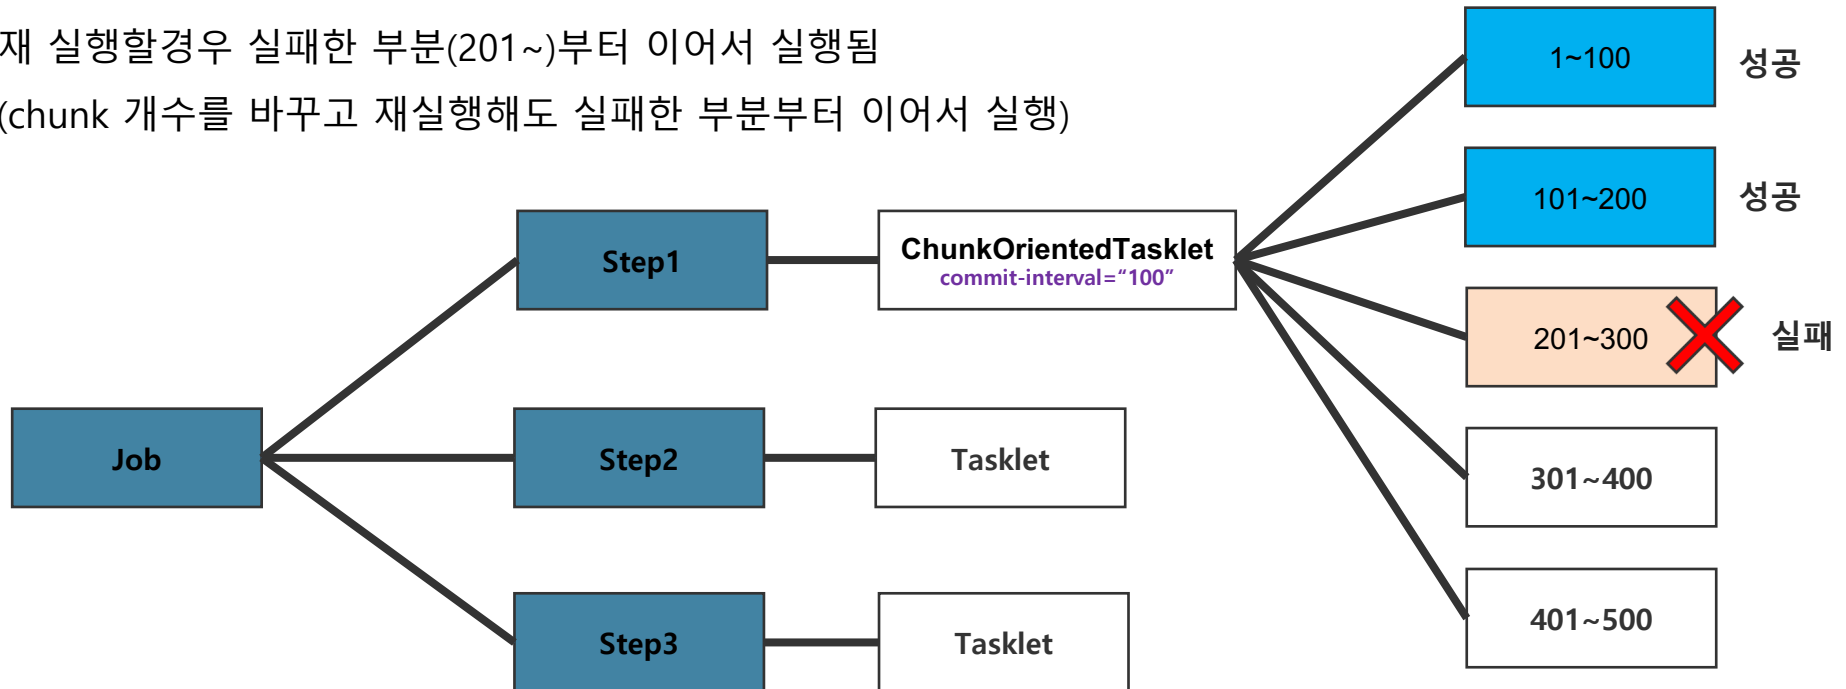 재 실행할경우 실패한 부분(201~)부터 이어서 실행됨
(chunk 개수를 바꾸고 재실행해도 실패한 부분부터 이어서 실행)
1~100
성공
101~200
성공
Step1
ChunkOrientedTasklet
commit-interval=“100”
201~300
실패
Job
Step2
Tasklet
301~400
Step3
Tasklet
401~500